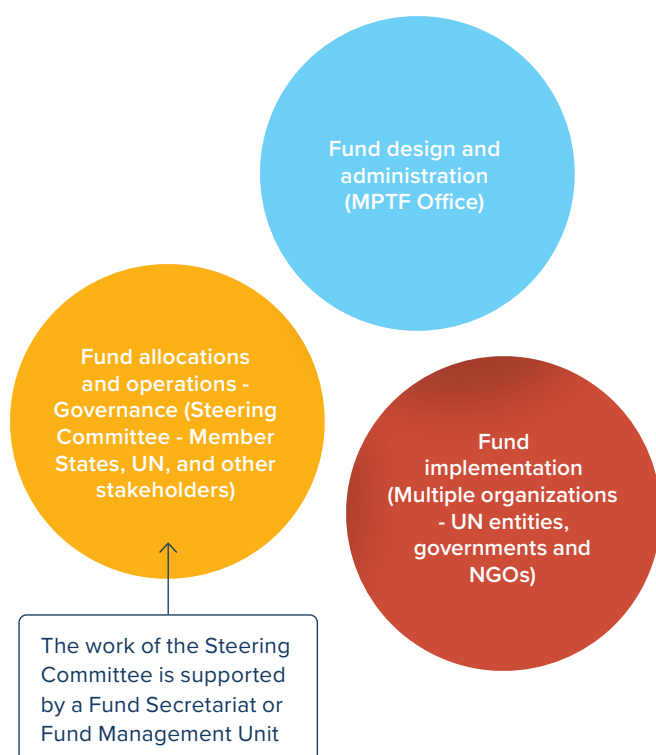 Fund design and
administration
(MPTF Office)
Fund allocations
and operations -
Governance (Steering
Committee - Member
States, UN, and other
stakeholders)
Fund
implementation
(Multiple organizations
- UN entities,
governments and
NGOs)
The work of the Steering
Committee is supported
by a Fund Secretariat or
Fund Management Unit